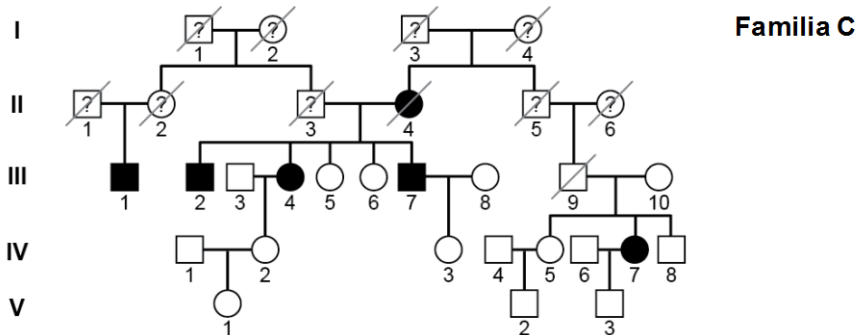 I ? ? ? ? Familia C
1 2 3 4
II ? ? ? ? ?
1 2 3 4 5 6
III
1 2 3 4 5 6 7 8 9 10
IV
1 2 3 4 5 6 7 8
V
1 2 3